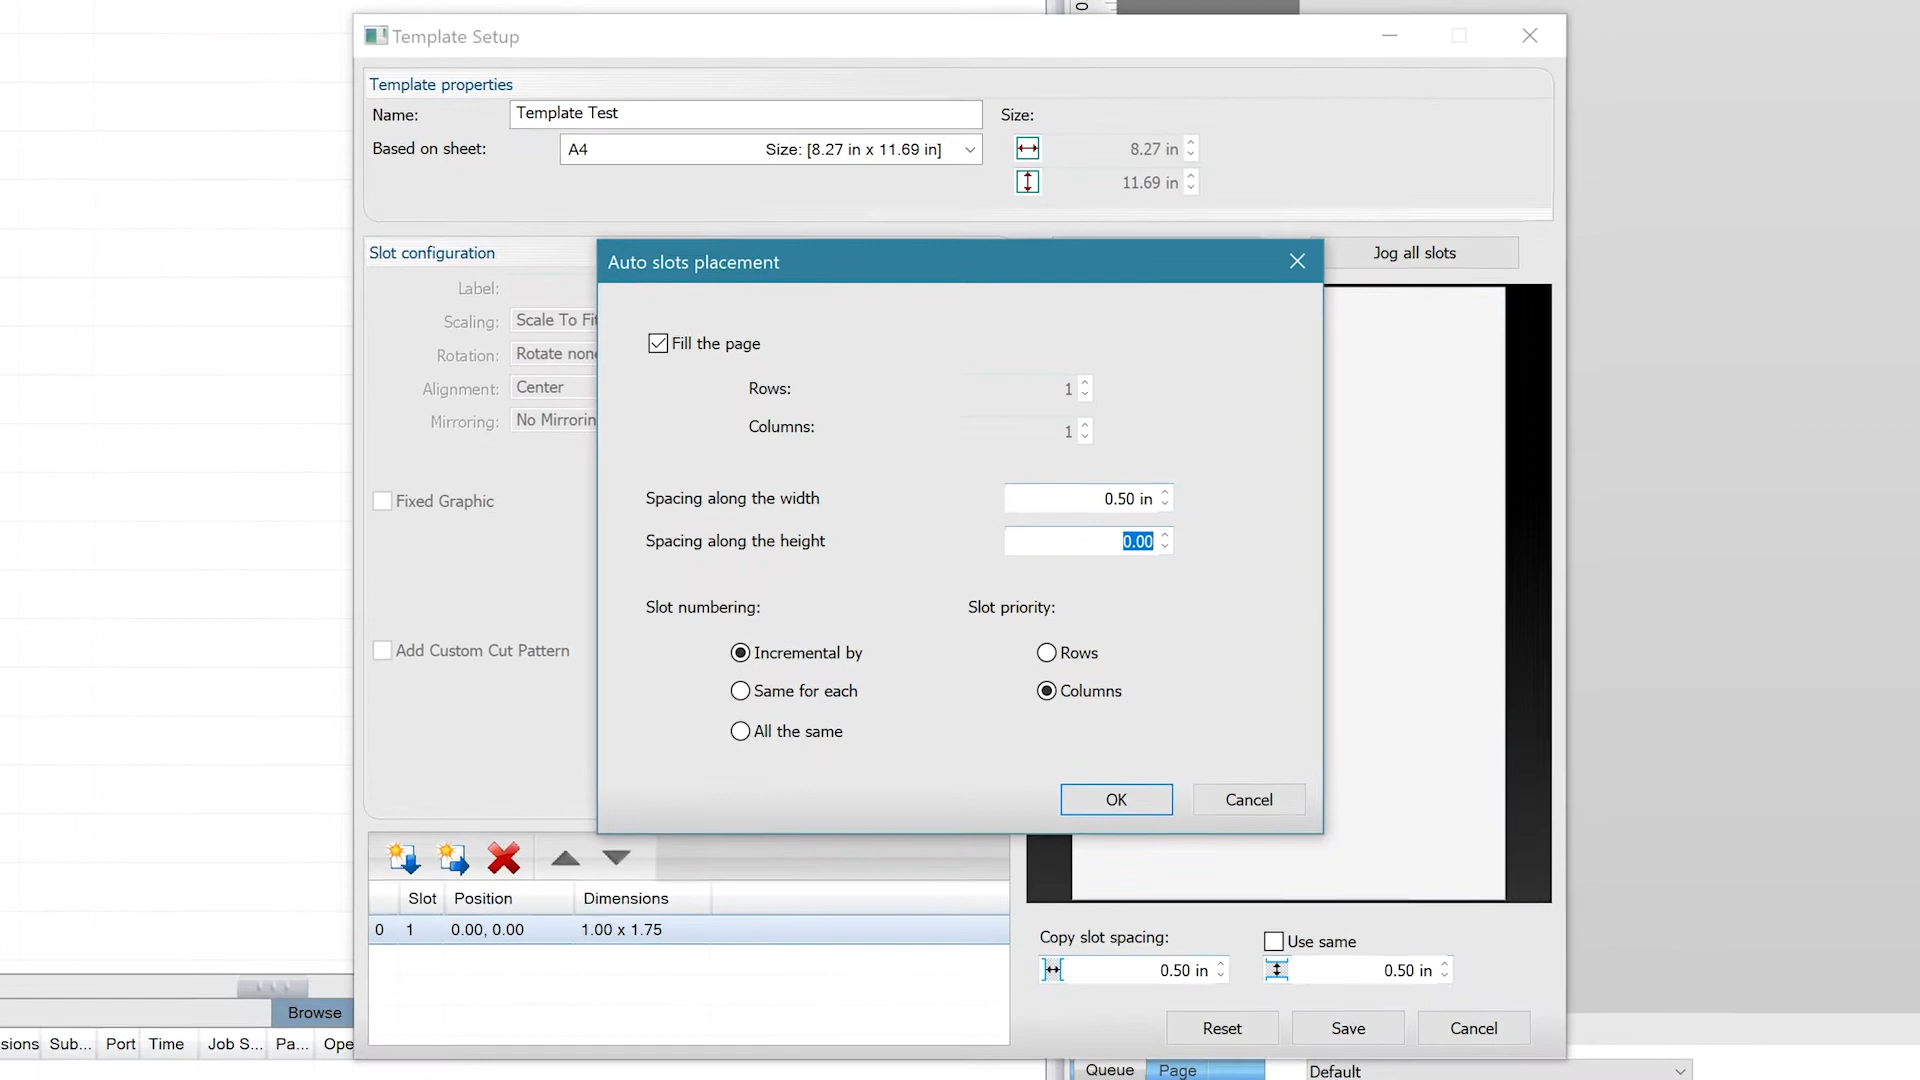 0
Template Setup
Template properties
Name:
Template Test
Size:
Based on sheet:
A4
Size: [8.27 in x 11.69 in]
8.27 in
11.69 in
Slot configuration
Auto slots placement
Jog all slots
Label:
Scaling:
Scale To Fit
Rotation:
Rotate none
Alignment:
Center
Mirroring:
No Mirrorin
Fill the page
Rows:
1
Columns:
1
Fixed Graphic
Spacing along the width
0.50 in
Spacing along the height
0.00
Slot numbering:
Slot priority:
Add Custom Cut Pattern
Incremental by
Rows
Same for each
Columns
All the same
OK
Cancel
Slot
Position
Dimensions
0
1
0.00, 0.00
1.00 x 1.75
Copy slot spacing:
Use same
0.50 in
0.50 in
Browse
Reset
Save
Cancel
sions
Sub...
Port
Time
Job S...
Pa...
Ope
Queue
Page
Default